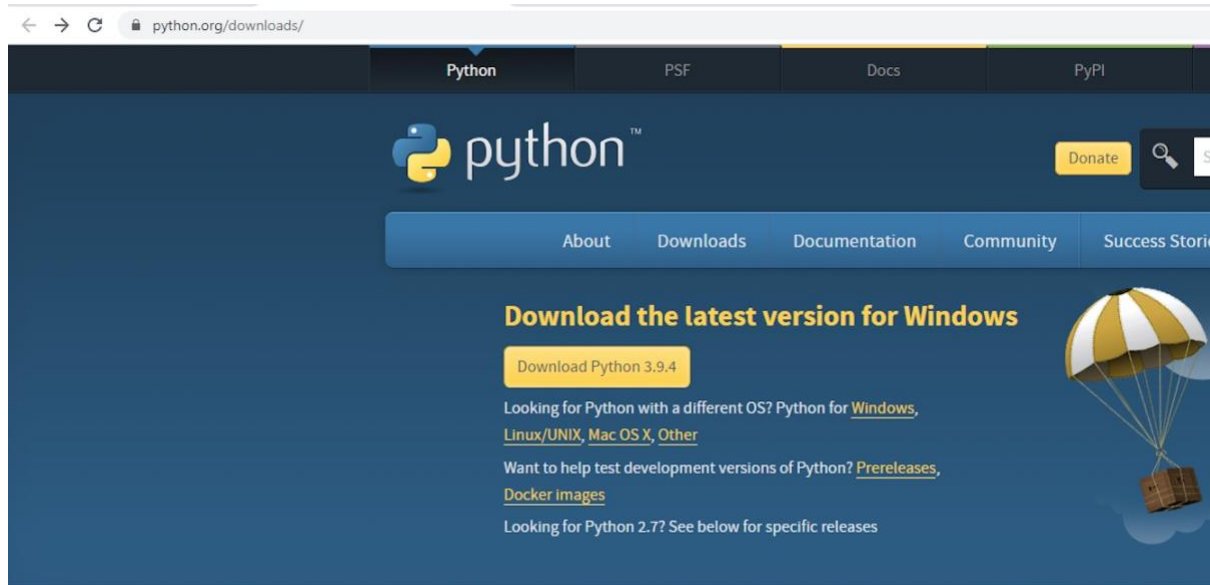 python.org/downloads/
Python PSF Docs PyPI
python™
Donate
About Downloads Documentation Community Success
Download the latest version for Windows
Download Python 3.9.4
Looking for Python with a different OS? Python for Windows,
Linux/UNIX, Mac OS X, Other
Want to help test development versions of Python? Prereleases,
Docker images
Looking for Python 2.7? See below for specific releases